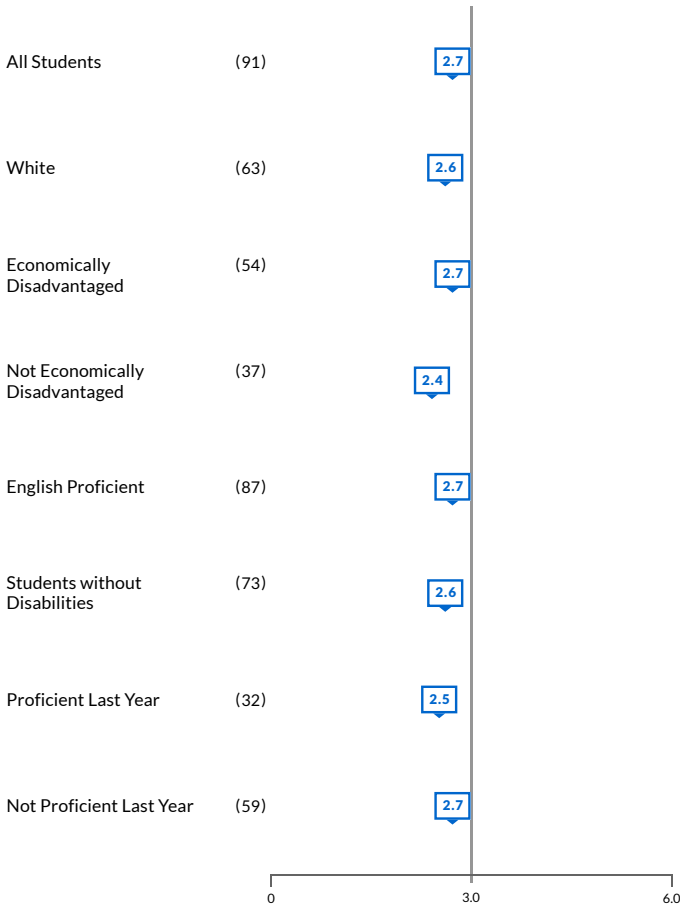 All Students (91) 2.7
White (63) 2.6
Economically (54) 2.7
Disadvantaged
Not Economically (37) 2.4
Disadvantaged
English Proficient (87) 2.7
Students without (73) 2.6
Disabilities
Proficient Last Year (32) 2.5
Not Proficient Last Year (59) 2.7
0 3.0 6.0